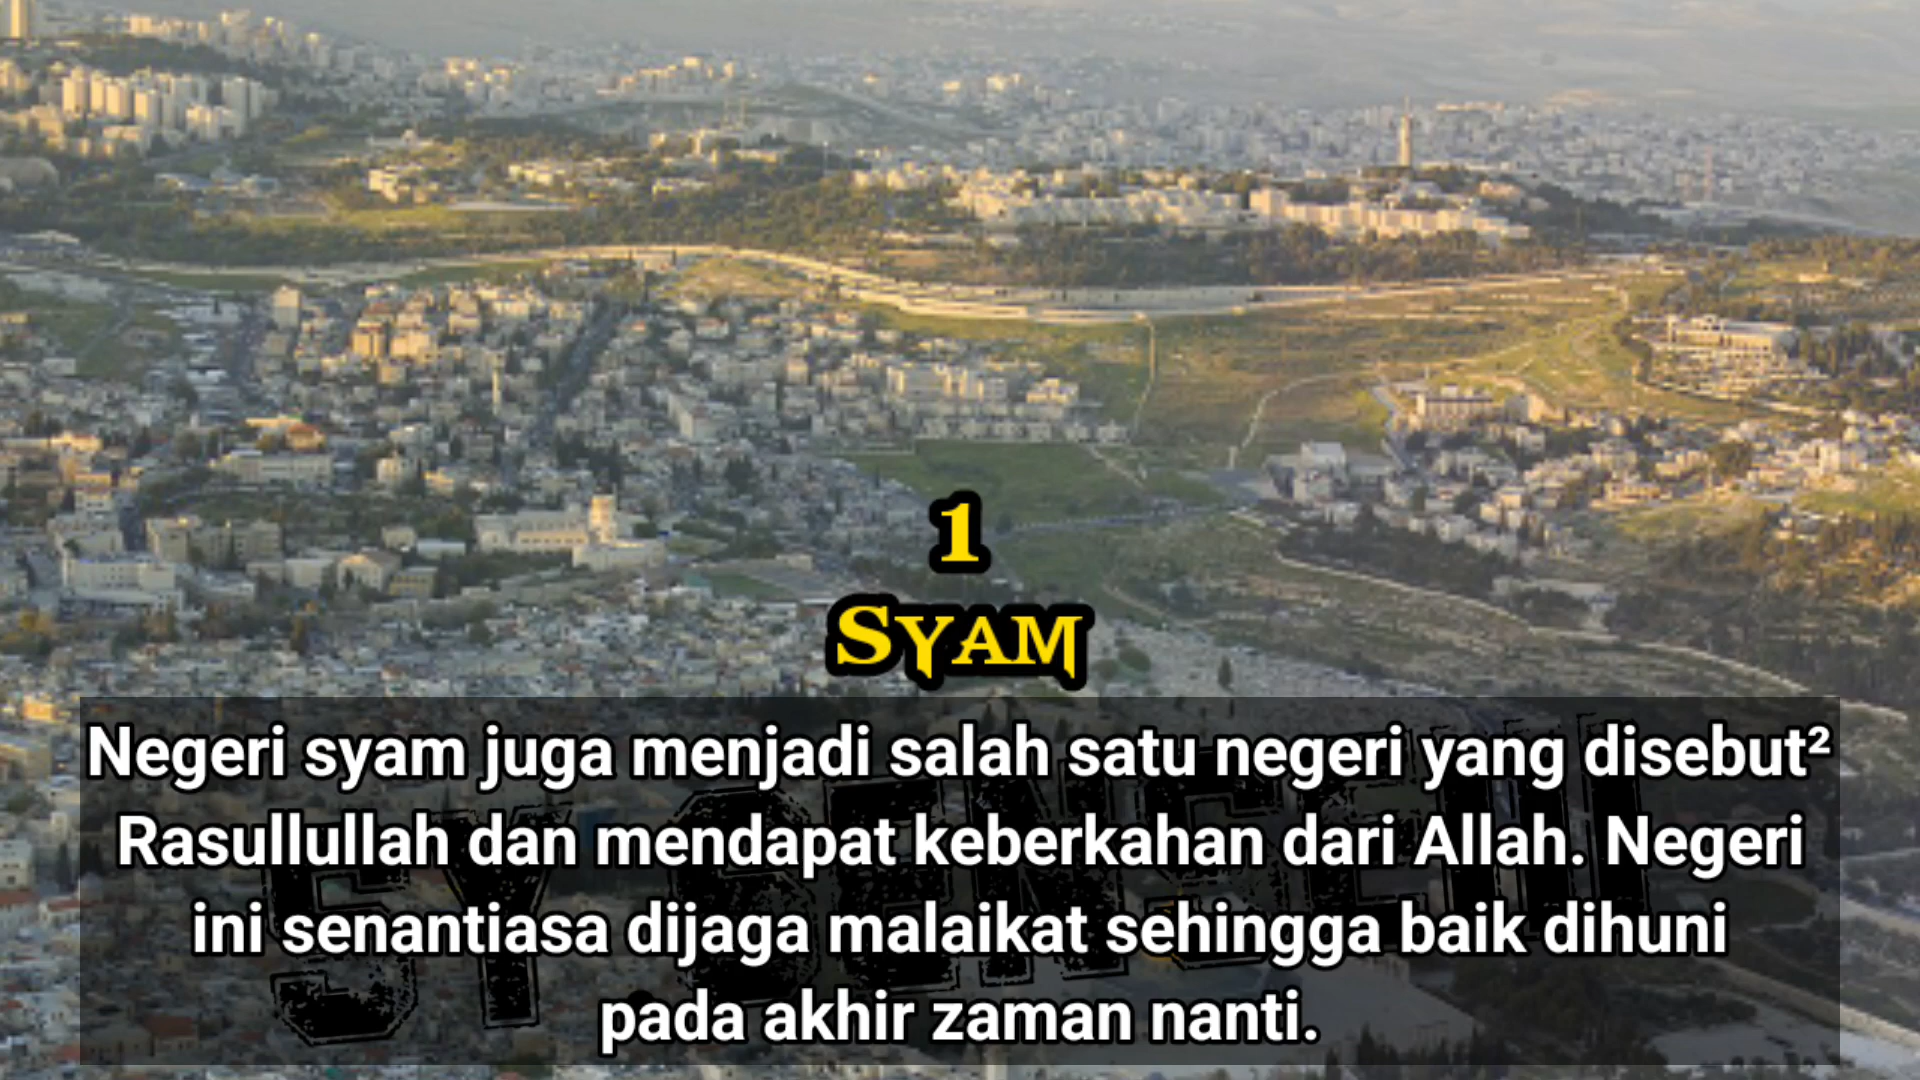 1
Syam
Negeri syam juga menjadi salah satu negeri yang disebut²
Rasullullah dan mendapat keberkahan dari Allah. Negeri
ini senantiasa dijaga malaikat sehingga baik dihuni
pada akhir zaman nanti.